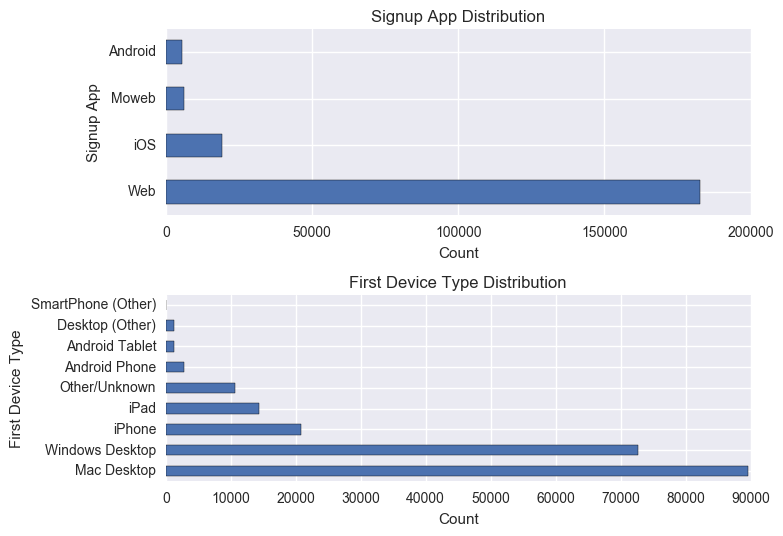 Signup App Distribution
Android
Moweb
iOS
Web
Signup App
0 50000 100000 150000 200000
Count
First Device Type Distribution
SmartPhone (Other)
Desktop (Other)
Android Tablet
Android Phone
Other/Unknown
iPad
iPhone
Windows Desktop
Mac Desktop
First Device Type
0 10000 20000 30000 40000 50000 60000 70000 80000 90000
Count